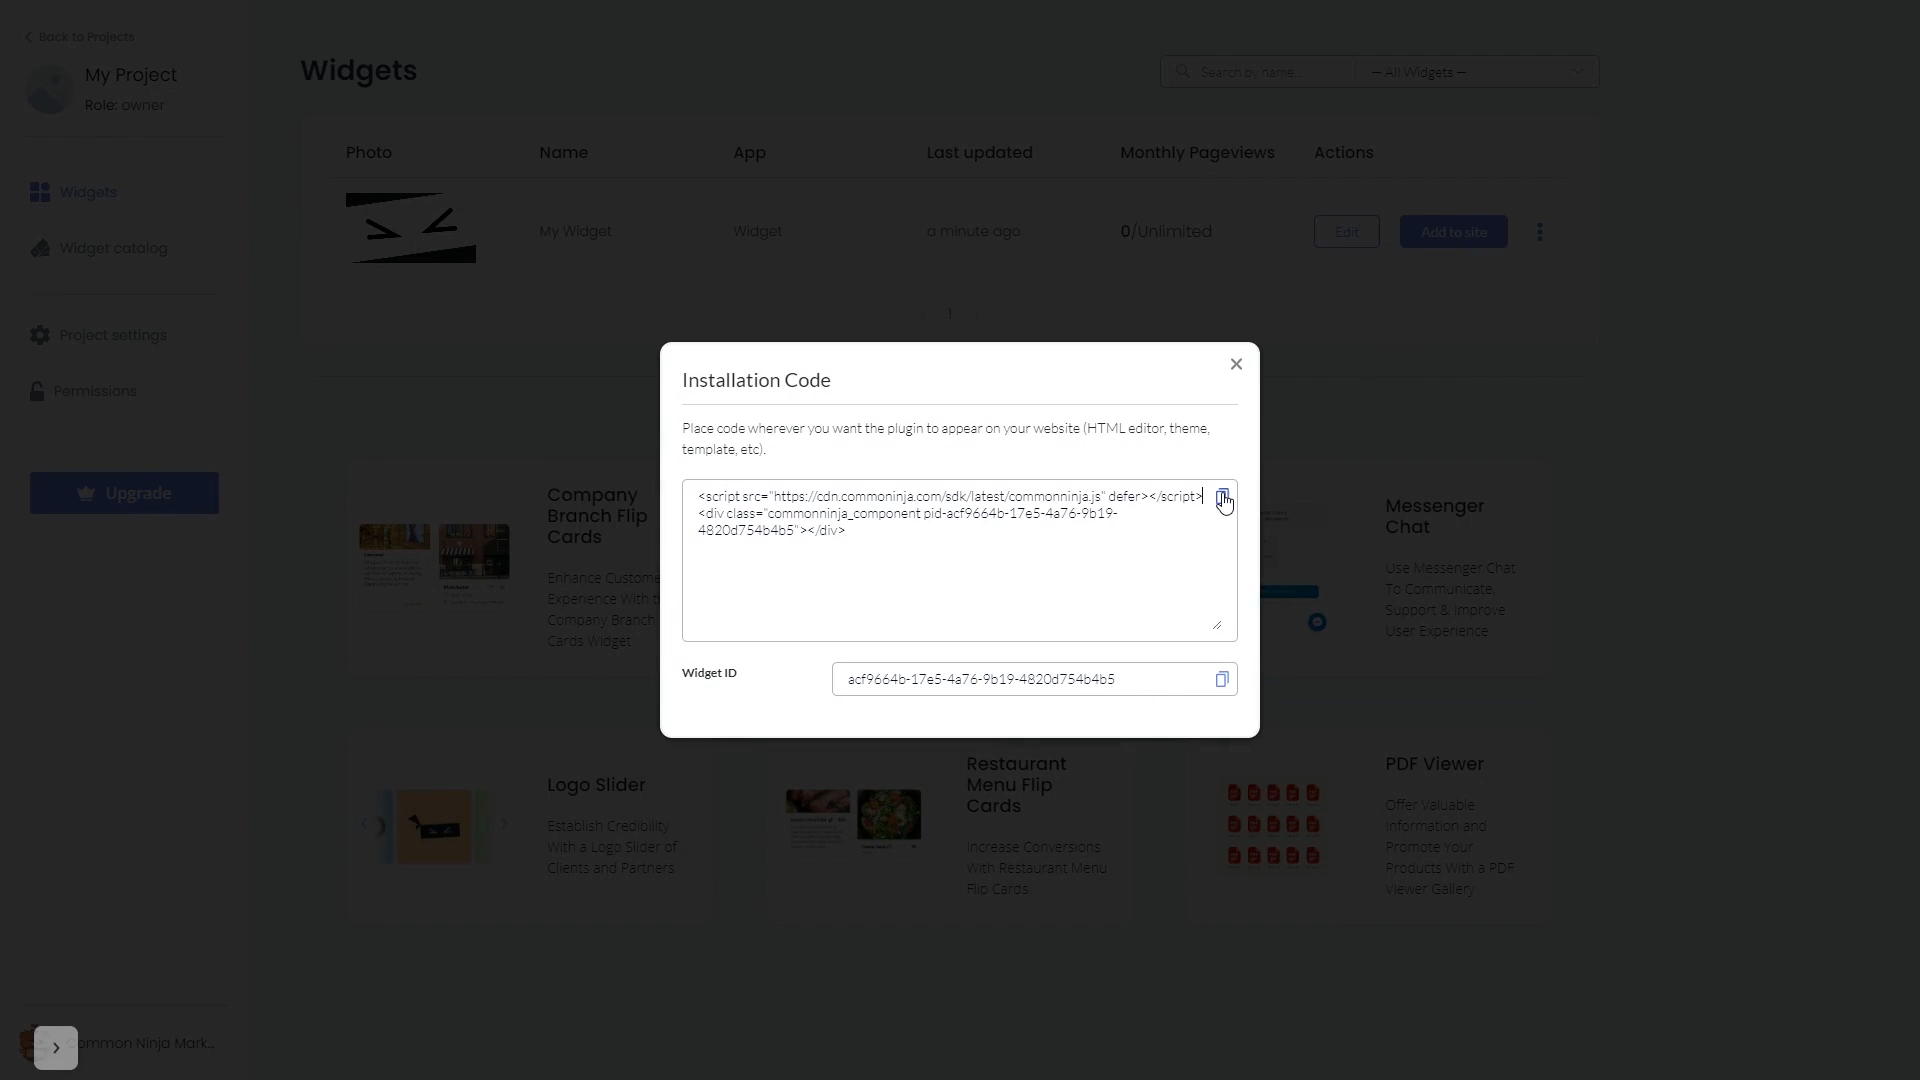 Back to Projects
My Project
Role: owner
Widgets
Widget catalog
Project settings
Permissions
Upgrade
Common Ninja Mark...
Widgets
Search by name...
— All Widgets —
Photo
Name
App
Last updated
Monthly Pageviews
Actions
My Widget
Widget
a minute ago
0/Unlimited
Edit
Add to site
1
Installation Code
Place code wherever you want the plugin to appear on your website (HTML editor, theme,
template, etc).
<script src="https://cdn.commoninja.com/sdk/latest/commonninja.js" defer></script>
<div class="commonninja_component pid-acf9664b-17e5-4a76-9b19-
4820d754b4b5"></div>
Widget ID
acf9664b-17e5-4a76-9b19-4820d754b4b5
Company
Branch Flip
Cards
Enhance Custome
Experience With
Company Branch
Cards Widget
Messenger
Chat
Use Messenger Chat
To Communicate,
Support & Improve
User Experience
Logo Slider
Establish Credibility
With a Logo Slider of
Clients and Partners
Restaurant
Menu Flip
Cards
Increase Conversions
With Restaurant Menu
Flip Cards
PDF Viewer
Offer Valuable
Information and
Promote Your
Products With a PDF
Viewer Gallery